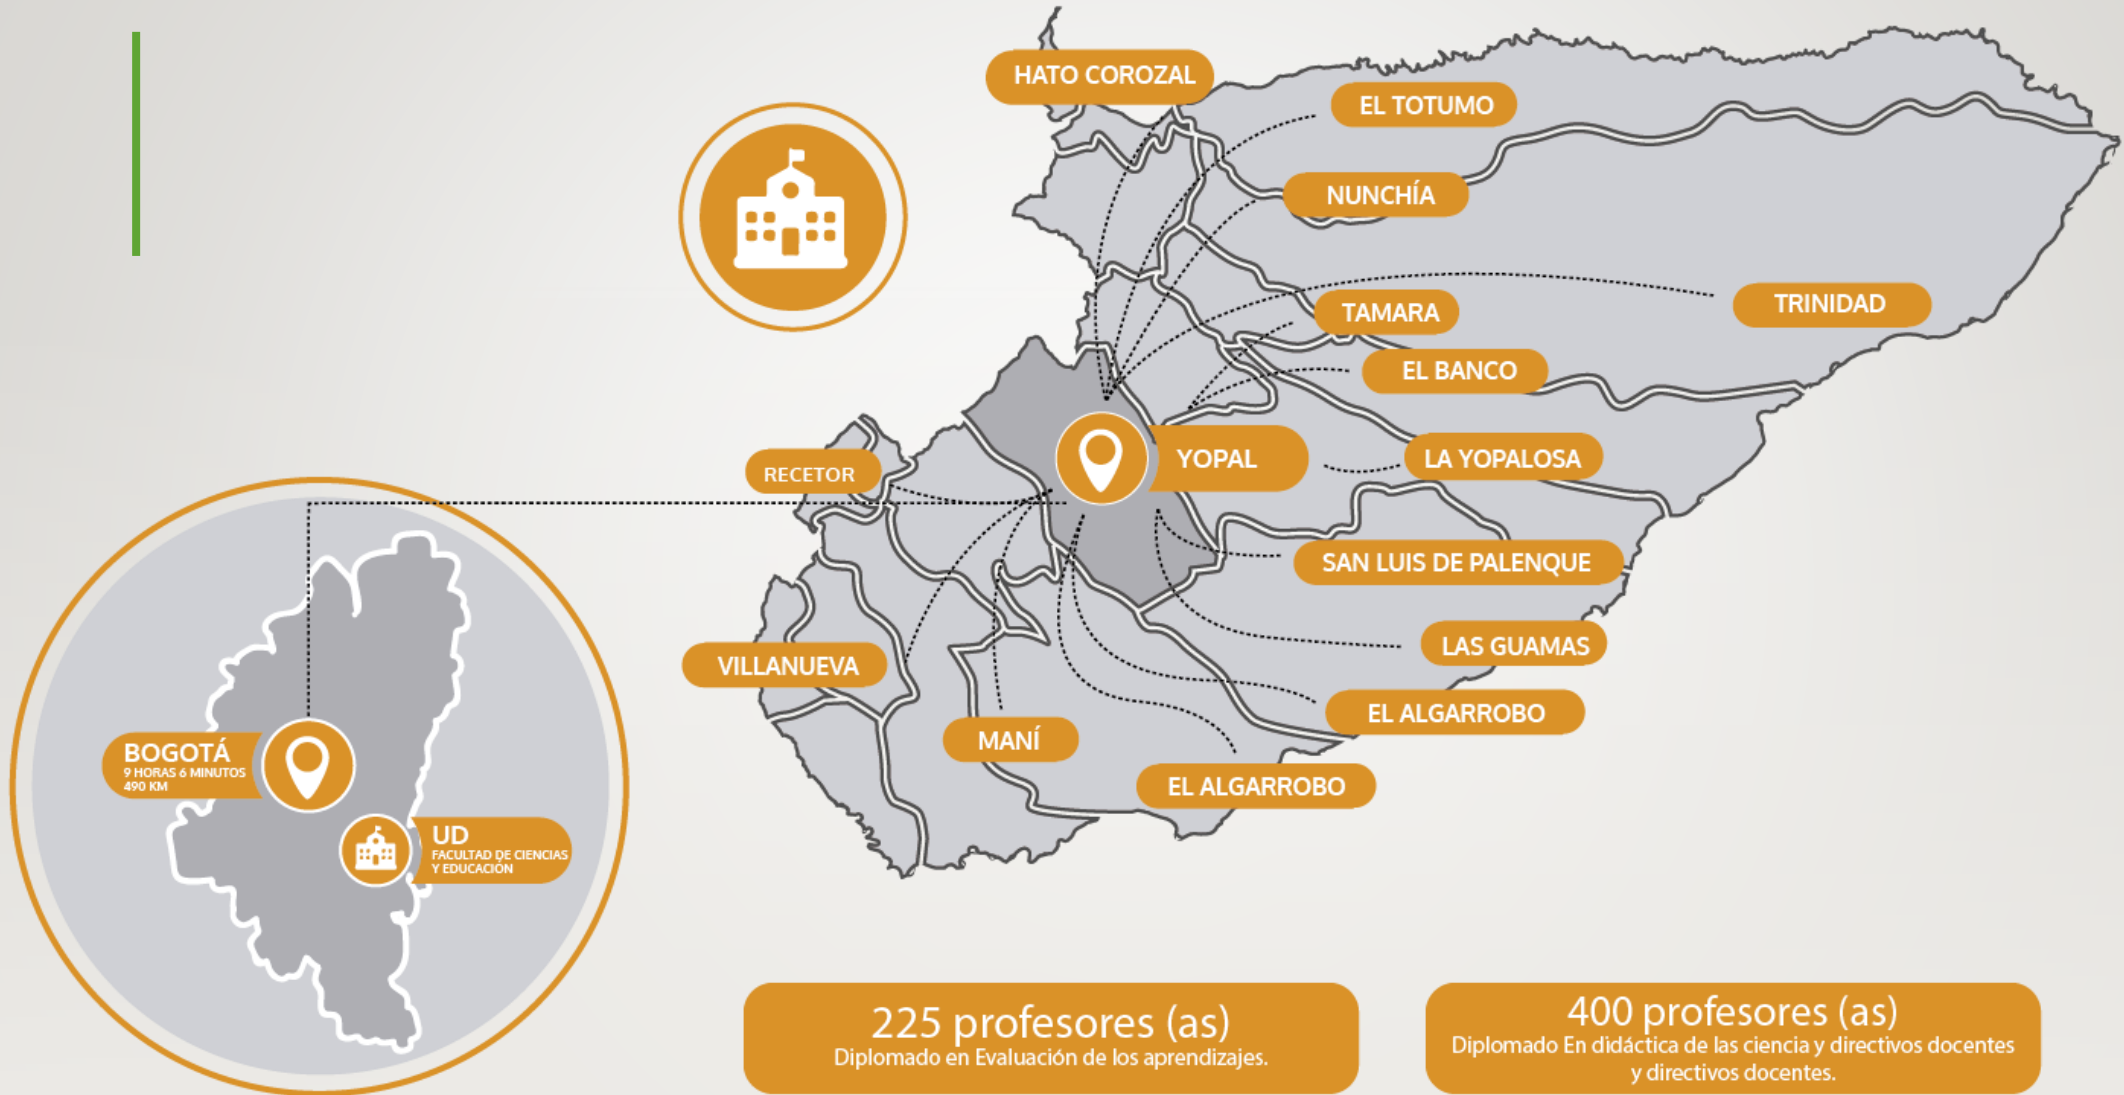 HATO COROZAL
EL TOTUMO
NUNCHÍA
TRINIDAD
TAMARA
EL BANCO
YOPAL
LA YOPALOSA
RECETOR
SAN LUIS DE PALENQUE
LAS GUAMAS
VILLANUEVA
EL ALGARROBO
MANÍ
EL ALGARROBO
BOGOTÁ
9 HORAS 6 MINUTOS
490 KM
UD
FACULTAD DE CIENCIAS
Y EDUCACIÓN
225 profesores (as)
Diplomado en Evaluación de los aprendizajes.
400 profesores (as)
Diplomado En didáctica de las ciencia y directivos docentes
y directivos docentes.